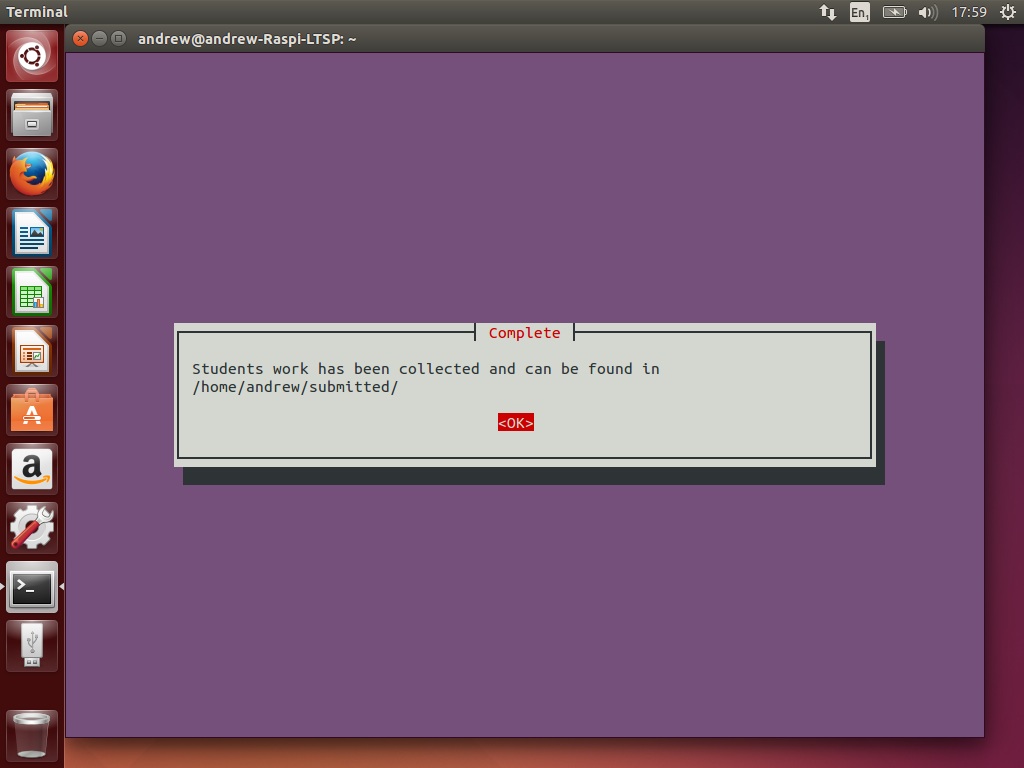 Terminal
En1
17:59
andrew@andrew-Raspi-LTSP: ~
Complete
Students work has been collected and can be found in
/home/andrew/submitted/
<OK>
A
a
>_